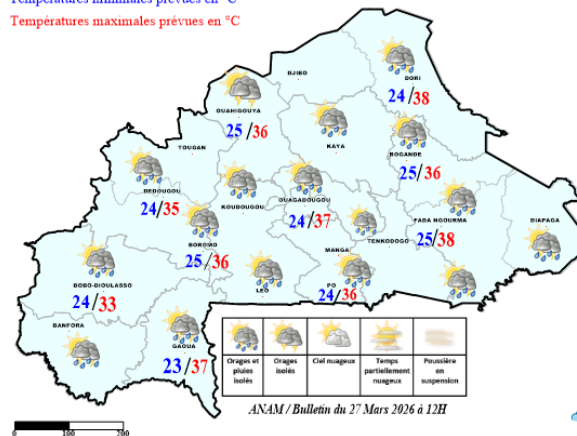 Températures minimales prévues en °C
Températures maximales prévues en °C
DJIBO
DORI
24/38
OUAHIGOUYA
25/36
TOUGAN
KAYA
BOGANDE
25/36
DEDOUGOU
24/35
KOUDOUGOU
OUAGADOUGOU
24/37
FADA NGOURMA
25/38
DIAPAGA
BOROMO
25/36
MANGA
TENKODOGO
BOBO-DIOULASSO
24/33
LEO
PO
24/36
BANFORA
GAOUA
23/37
Orages et pluies isolés
Orages isolés
Ciel nuageux
Temps partiellement nuageux
Poussière en suspension
ANAM / Bulletin du 27 Mars 2026 à 12H
0 100 200